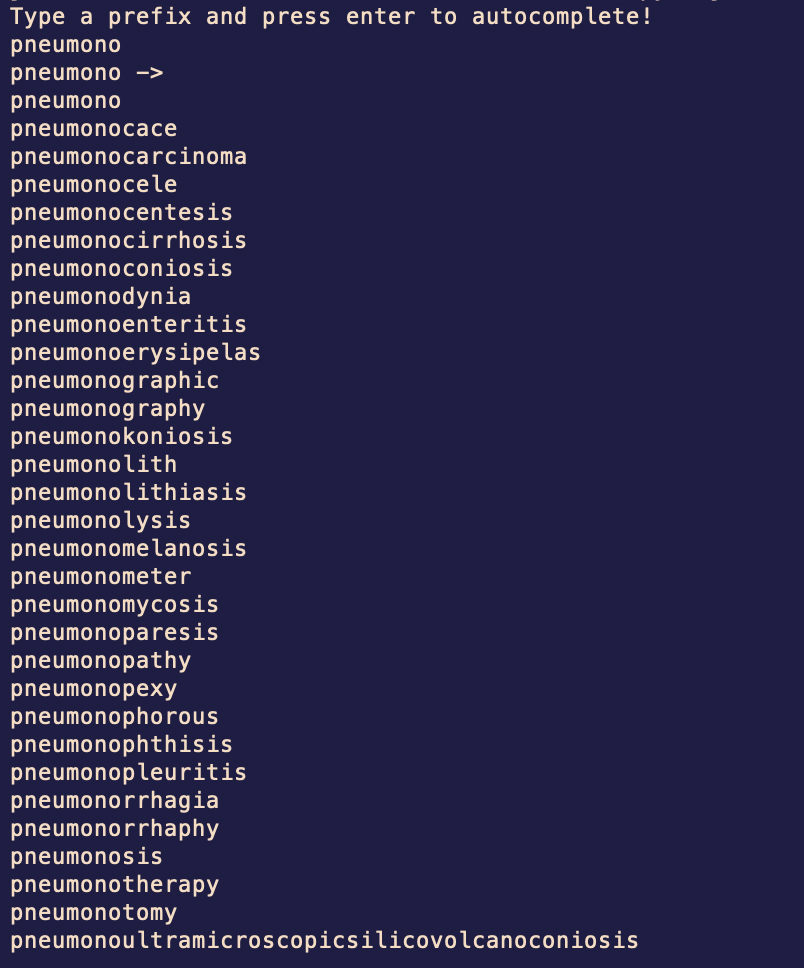 Type a prefix and press enter to autocomplete!
pneumono
pneumono ->
pneumono
pneumonocace
pneumonocarcinoma
pneumonocele
pneumonocentesis
pneumonocirrhosis
pneumonoconiosis
pneumonodynia
pneumonoenteritis
pneumonoerysipelas
pneumonographic
pneumonography
pneumonokoniosis
pneumonolith
pneumonolithiasis
pneumonolysis
pneumonomelanosis
pneumonometer
pneumonomycosis
pneumonoparesis
pneumonopathy
pneumonopexy
pneumonophorous
pneumonophthisis
pneumonopleuritis
pneumonorrhagia
pneumonorrhaphy
pneumonosis
pneumonotherapy
pneumonotomy
pneumonoultramicroscopicsilicovolcanoconiosis